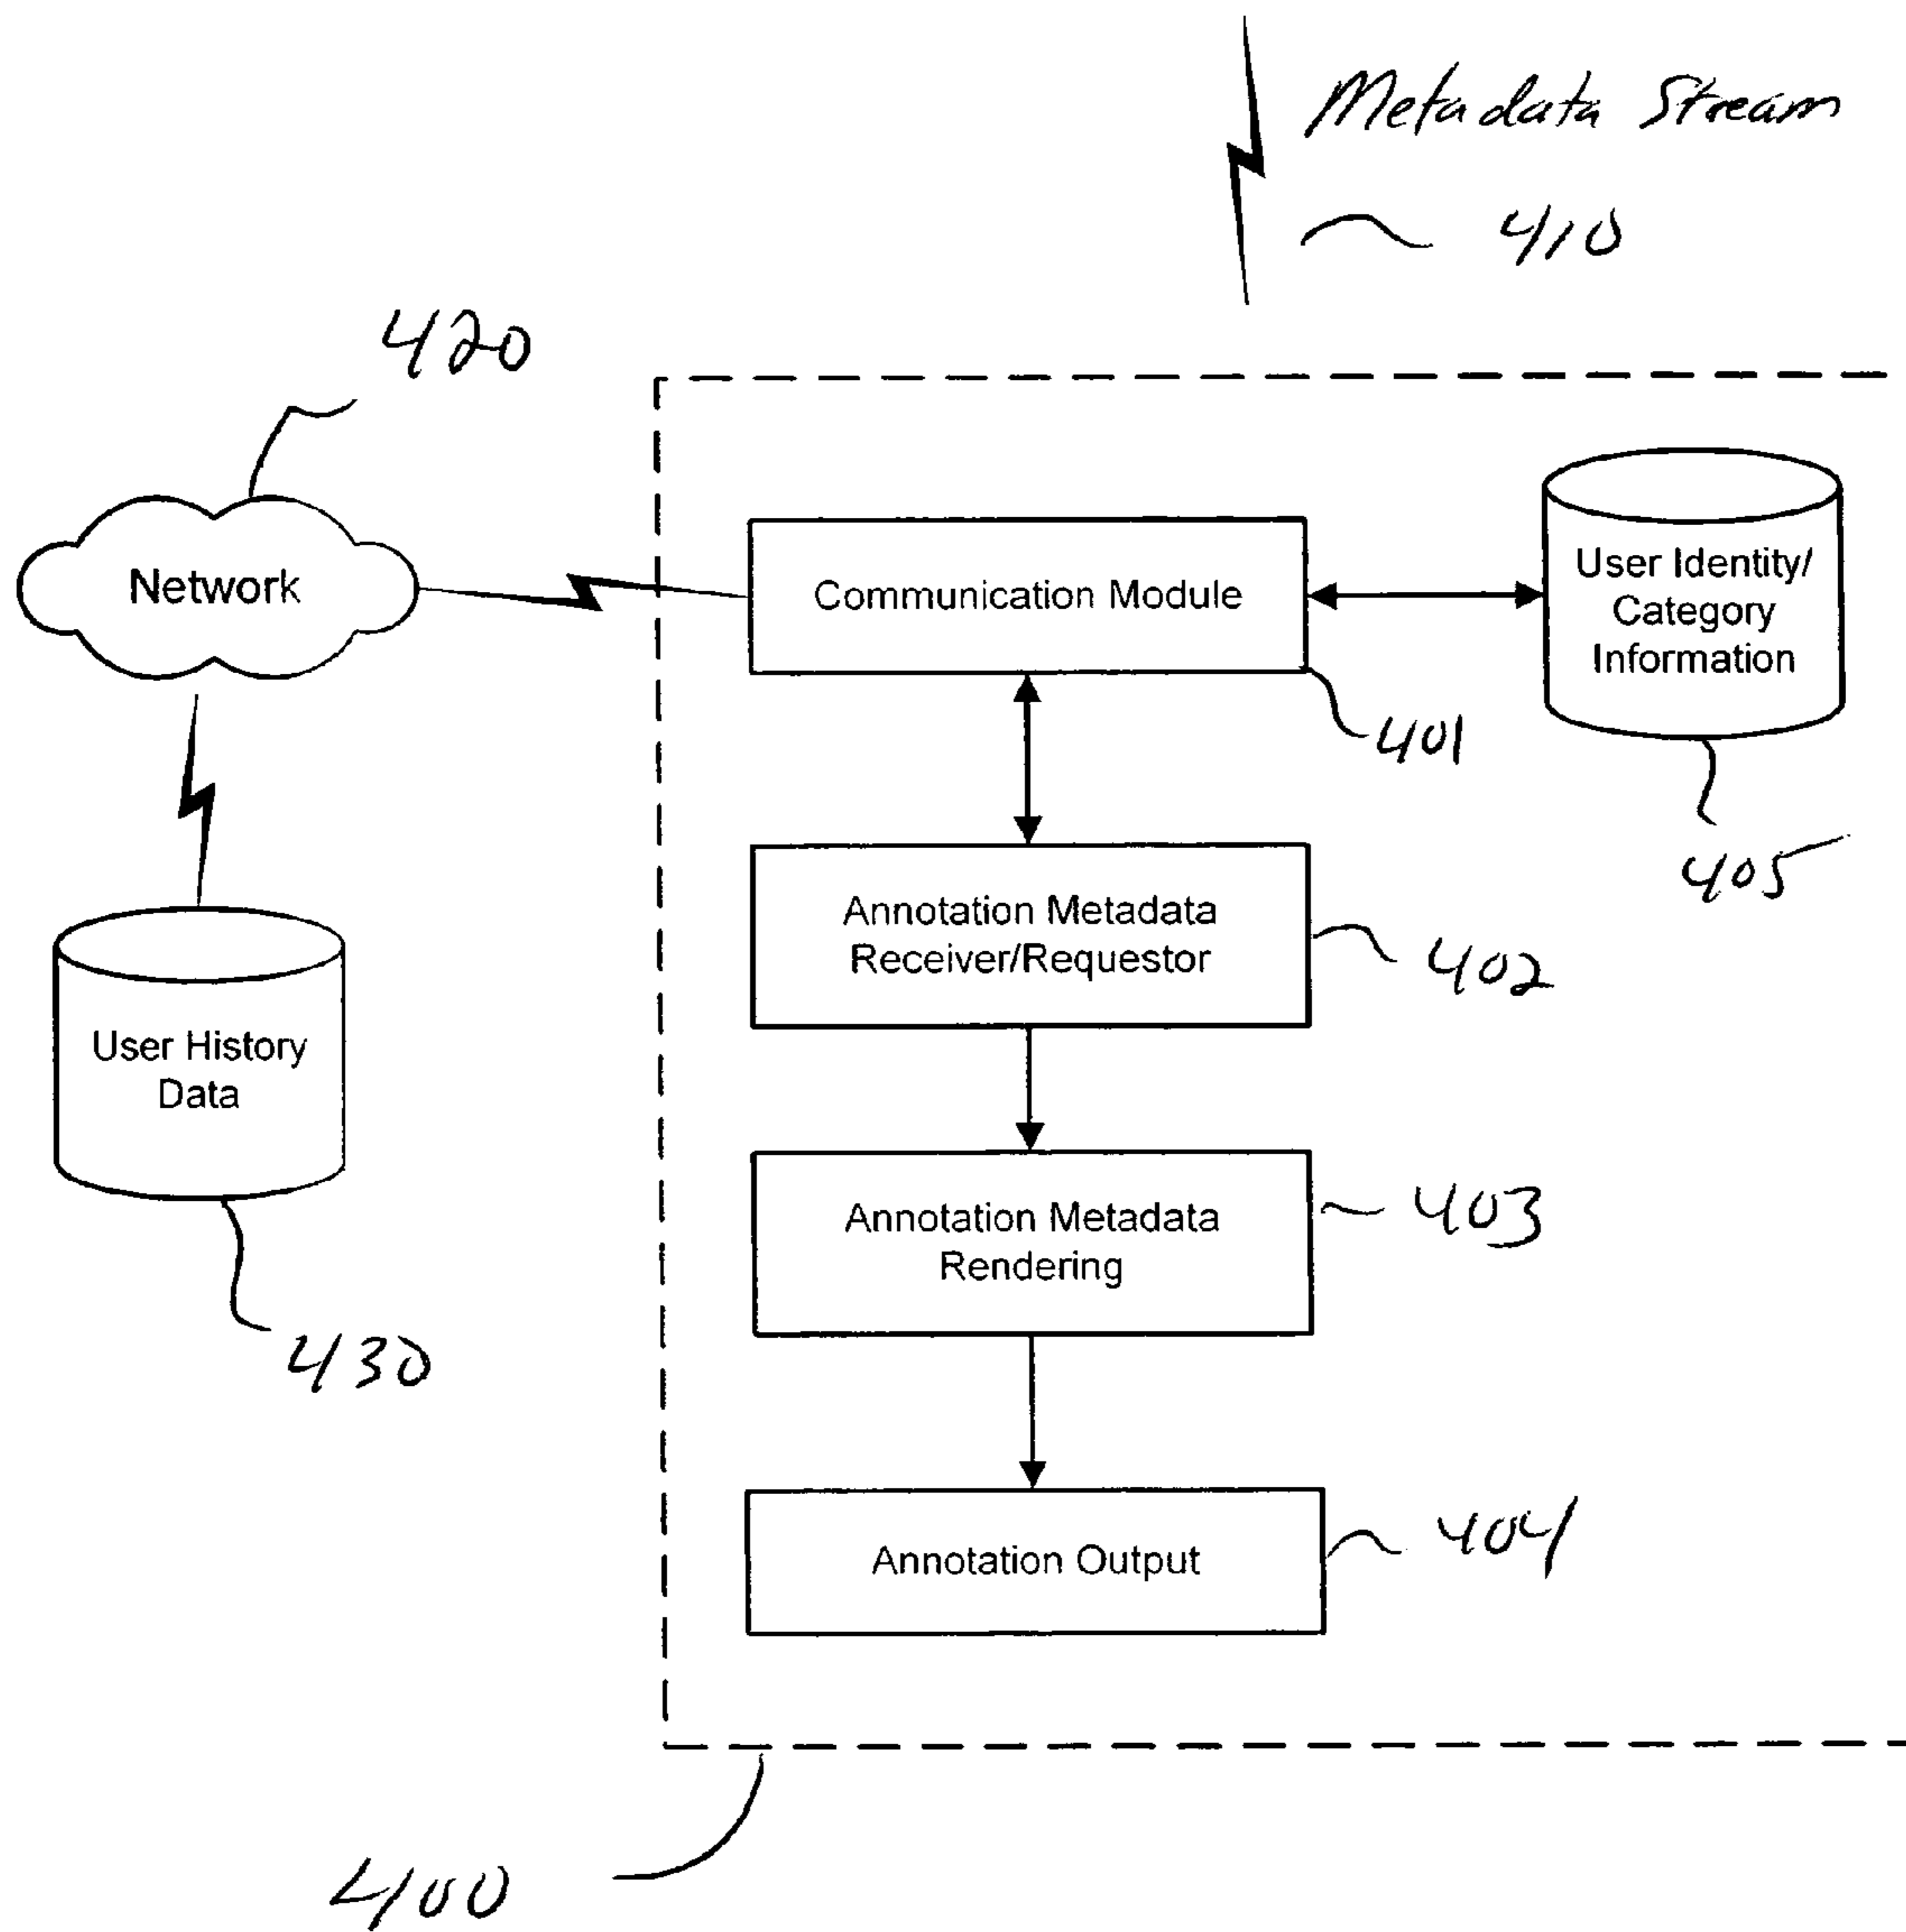 Metadata Stream
410
420
Network
Communication Module
User Identity/
Category
Information
401
405
Annotation Metadata
Receiver/Requestor
402
User History
Data
430
Annotation Metadata
Rendering
403
Annotation Output
404
400